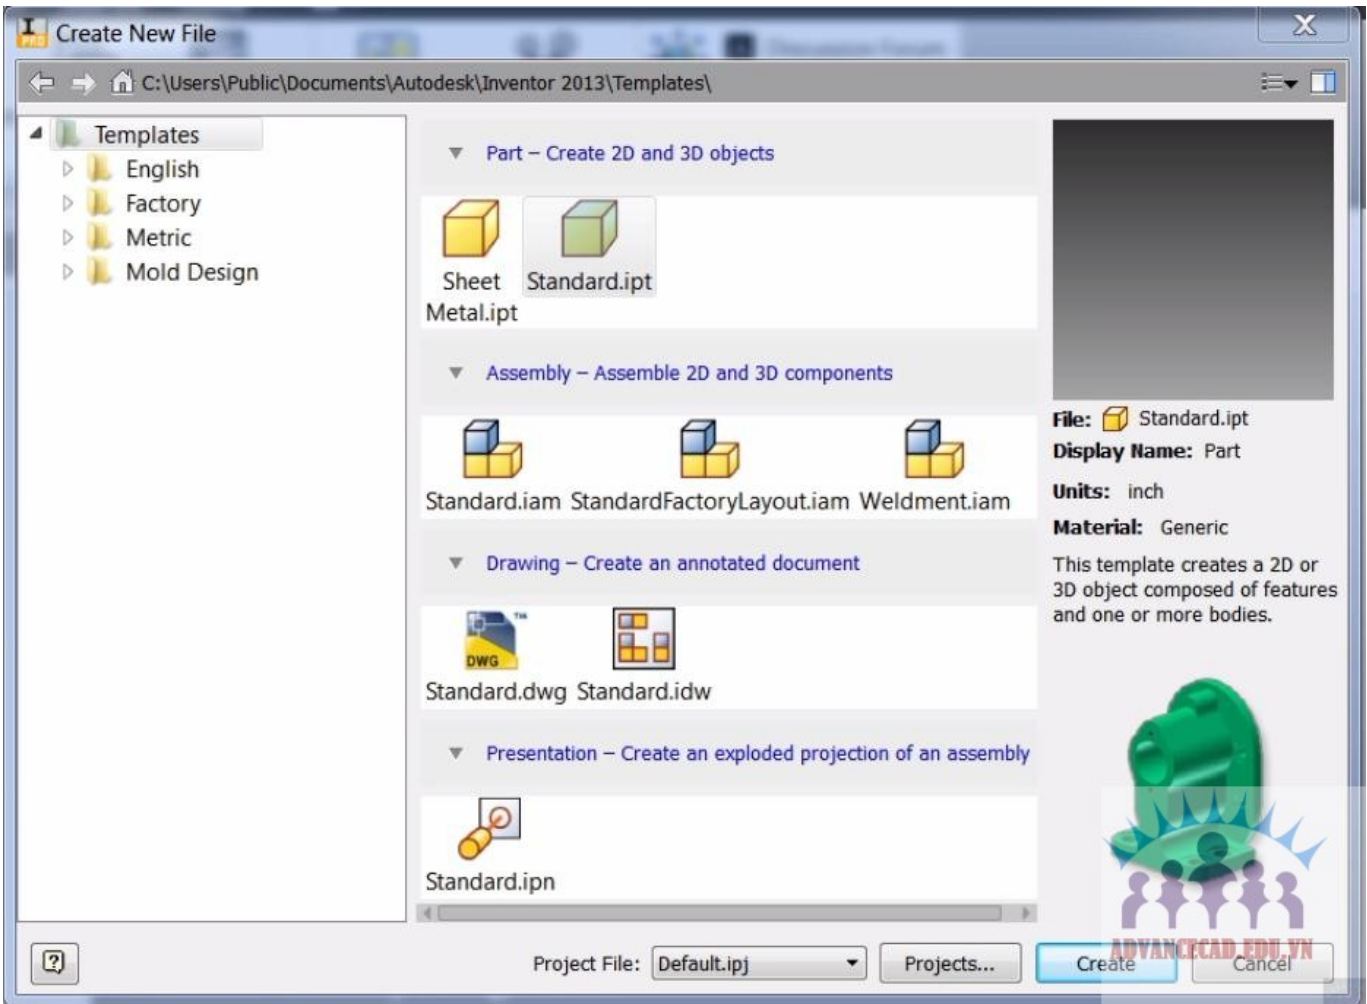 I
PRO
Create New File
X
C:\Users\Public\Documents\Autodesk\Inventor 2013\Templates\
Templates
English
Factory
Metric
Mold Design
Part – Create 2D and 3D objects
Sheet
Metal.ipt
Standard.ipt
Assembly – Assemble 2D and 3D components
Standard.iam
StandardFactoryLayout.iam
Weldment.iam
Drawing – Create an annotated document
DWG
TM
Standard.dwg
Standard.idw
Presentation – Create an exploded projection of an assembly
Standard.ipn
File: Standard.ipt
Display Name: Part
Units: inch
Material: Generic
This template creates a 2D or
3D object composed of features
and one or more bodies.
?
Project File: Default.ipj
Projects...
Create
Cancel
ADVANCECAD.EDU.VN